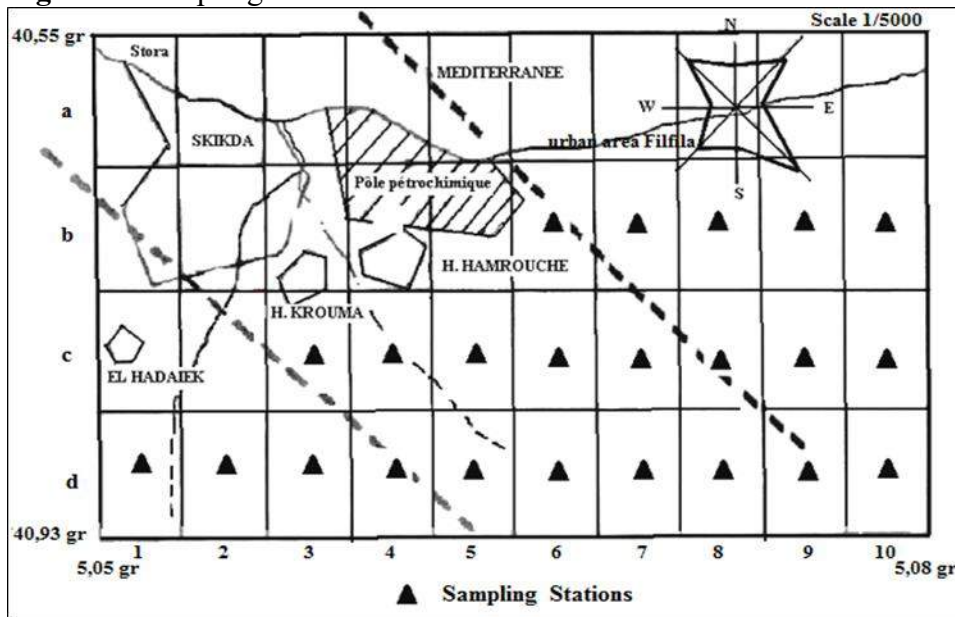 Scale 1/5000
40,55 gr
N
Stora
MEDITERRANEE
a
SKIKDA
W
E
urban area Filfila
Pôle pétrochimique
S
b
H. HAMROUCHE
H. KROUMA
c
EL HADAIEK
d
40,93 gr
1 2 3 4 5 6 7 8 9 10
5,05 gr
5,08 gr
Sampling Stations